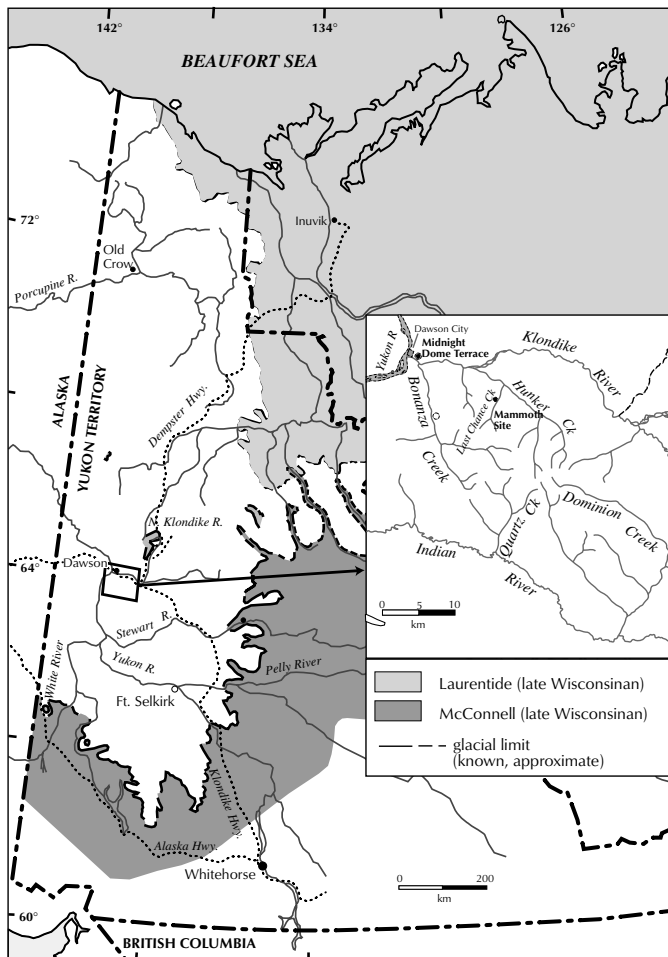 142°
134°
126°
BEAUFORT SEA
72°
Inuvik
Old
Crow
Porcupine R.
ALASKA
YUKON TERRITORY
Dempster Hwy.
N. Klondike R.
64°
Dawson
Stewart R.
Yukon R.
White River
Pelly River
Ft. Selkirk
Klondike Hwy.
Alaska Hwy.
Whitehorse
60°
BRITISH COLUMBIA
0 200
km
Dawson City
Midnight
Dome Terrace
Yukon R
Klondike
River
Bonanza
Creek
Last Chance Ck
Hunker
Ck
Mammoth
Site
Quartz Ck
Dominion
Creek
Indian
River
0 5 10
km
Laurentide (late Wisconsinan)
McConnell (late Wisconsinan)
glacial limit
(known, approximate)